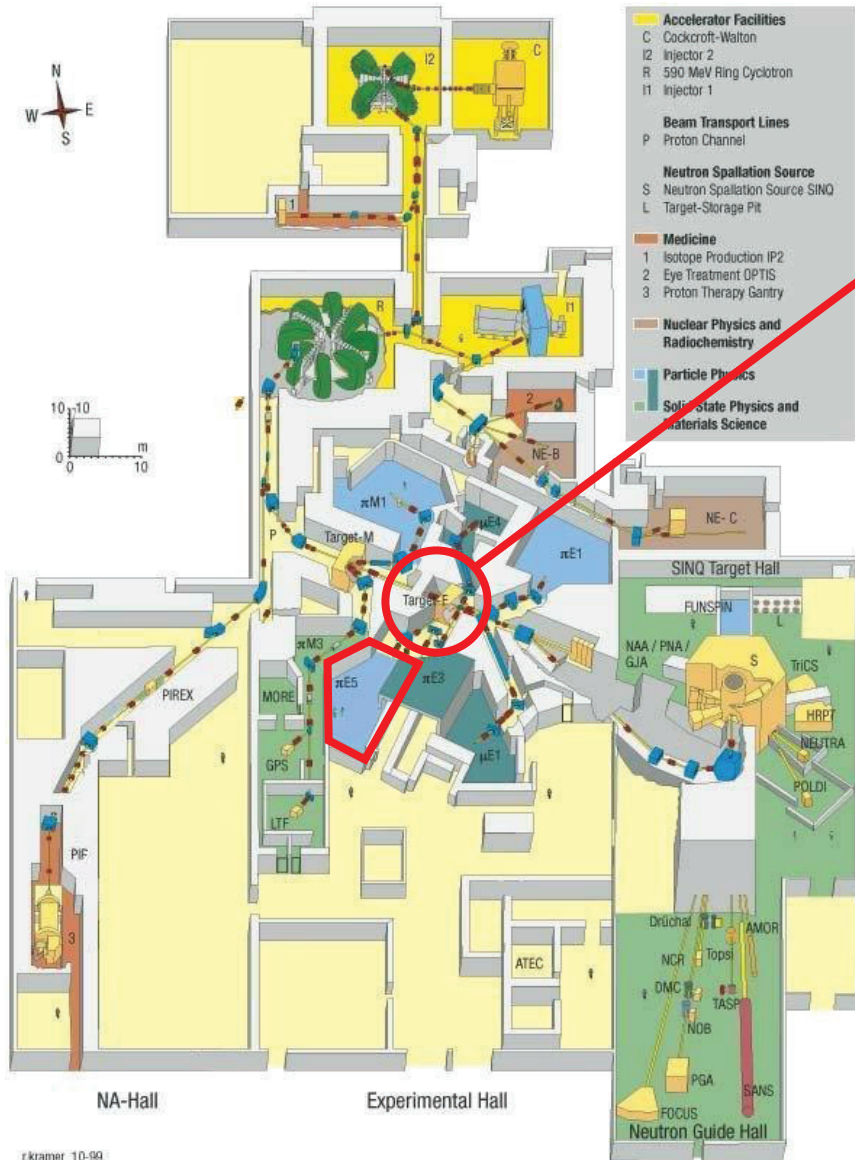 Accelerator Facilities
C Cockcroft-Walton
I2 Injector 2
R 590 MeV Ring Cyclotron
I1 Injector 1
Beam Transport Lines
P Proton Channel
Neutron Spallation Source
S Neutron Spallation Source SINQ
L Target-Storage Pit
Medicine
1 Isotope Production IP2
2 Eye Treatment OPTIS
3 Proton Therapy Gantry
Nuclear Physics and
Radiochemistry
Particle Physics
Solid State Physics and
Materials Science
N
W E
S
I2
C
1
R
I1
10 10
0
0 10
m
2
NE-B
πM1
µE4
P
Target-M
πE1
NE- C
SINQ Target Hall
Target-E
FUNSPIN
L
πM3
NAA / PNA /
GJA
S
TriCS
πE5
πE3
PIREX
MORE
HRPT
NEUTRA
GPS
µE1
POLDI
LTF
PIF
3
Drüchal
AMOR
NCR
Topsi
ATEC
DMC
TASP
NOB
PGA
SANS
FOCUS
NA-Hall
Experimental Hall
Neutron Guide Hall
r.kramer 10-99